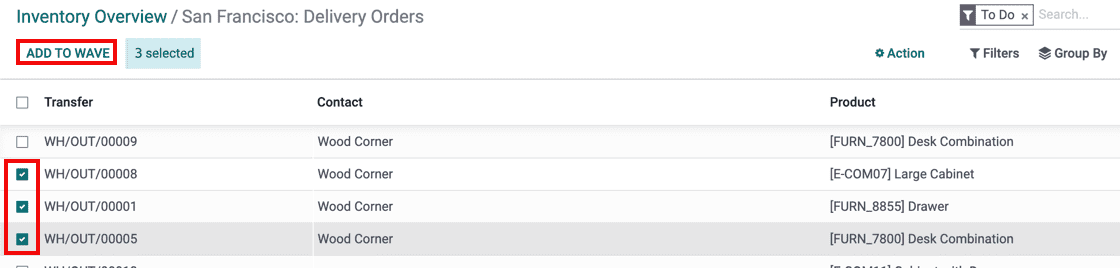 Inventory Overview / San Francisco: Delivery Orders
To Do × Search...
ADD TO WAVE 3 selected Action Filters Group By
Transfer Contact Product
WH/OUT/00009 Wood Corner [FURN_7800] Desk Combination
WH/OUT/00008 Wood Corner [E-COM07] Large Cabinet
WH/OUT/00001 Wood Corner [FURN_8855] Drawer
WH/OUT/00005 Wood Corner [FURN_7800] Desk Combination